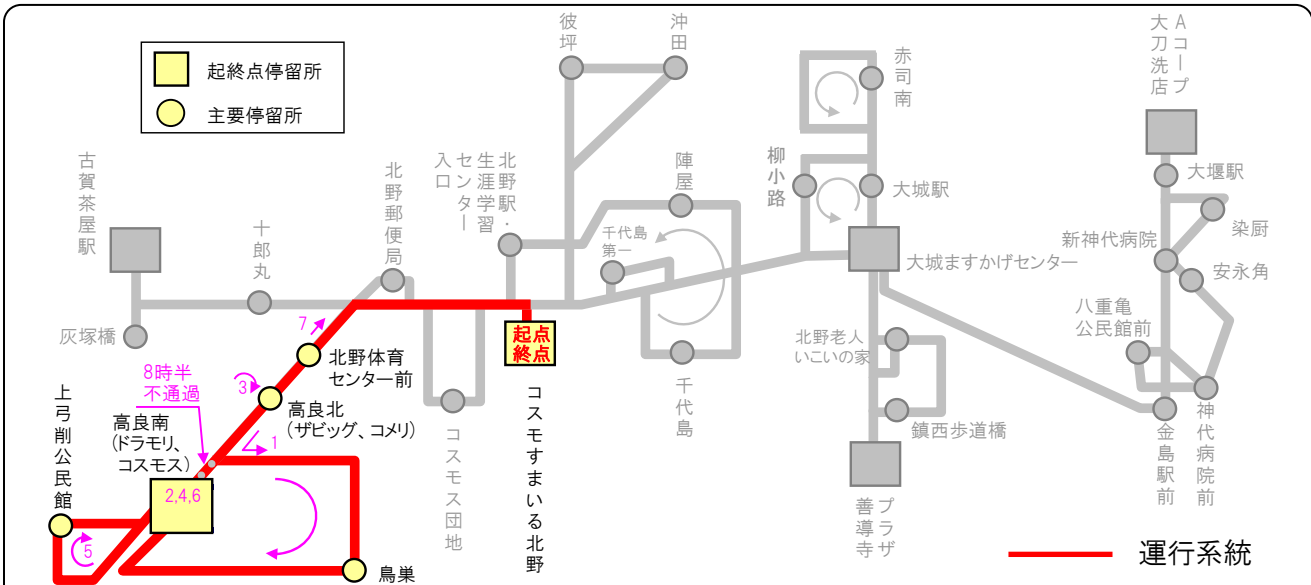 起終点停留所
主要停留所
古賀茶屋駅
灰塚橋
十郎丸
北野郵便局
北野駅・
生涯学習
センター
入口
彼坪
沖田
陣屋
千代島
第一
千代島
赤司南
柳小路
大城駅
大城ますかげセンター
北野老人
いこいの家
鎮西歩道橋
プラザ
善導寺
Aコープ
大刀洗店
大堰駅
染厨
新神代病院
安永角
八重亀
公民館前
神代病院前
金島駅前
7
起点
終点
コスモすまいる北野
北野体育
センター前
3
高良北
(ザビッグ、コメリ)
8時半
不通過
1
高良南
(ドラモリ、
コスモス)
2,4,6
上弓削公民館
5
鳥巣
コスモス団地
運行系統